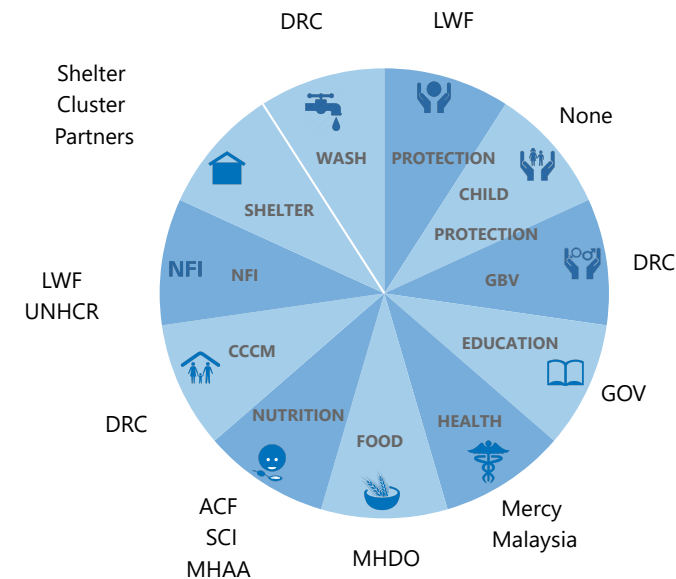 DRC
LWF
Shelter
Cluster
Partners
None
WASH
PROTECTION
CHILD
PROTECTION
SHELTER
DRC
NFI
NFI
GBV
LWF
UNHCR
EDUCATION
CCCM
GOV
DRC
NUTRITION
FOOD
HEALTH
ACF
SCI
MHAA
MHDO
Mercy
Malaysia